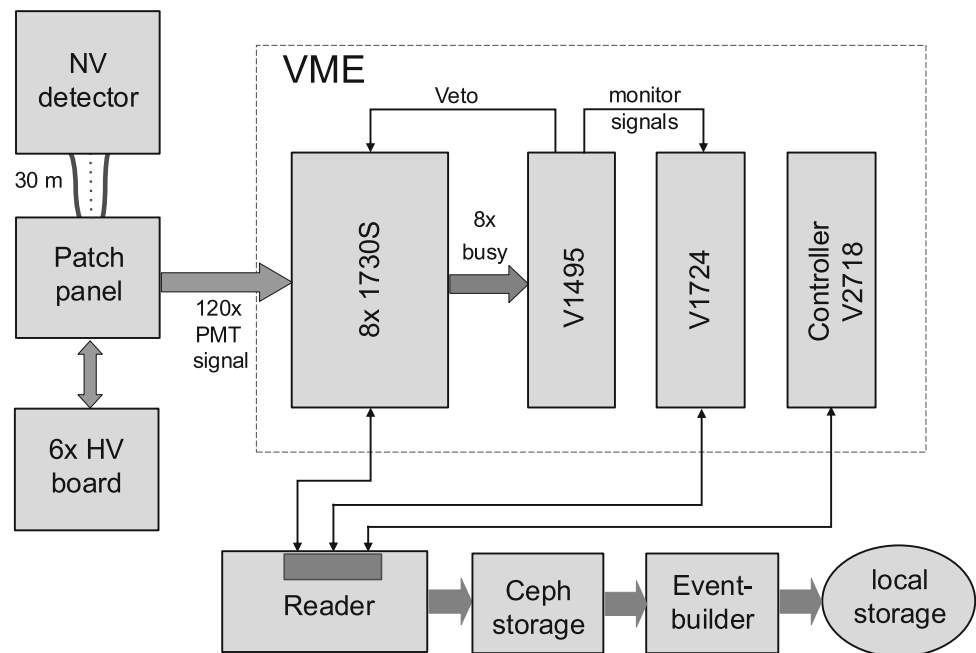 NV
detector
30 m
Patch
panel
120x
PMT
signal
6x HV
board
VME
Veto
monitor
signals
8x 1730S
8x
busy
V1495
V1724
Controller
V2718
Reader
Ceph
storage
Event-
builder
local
storage